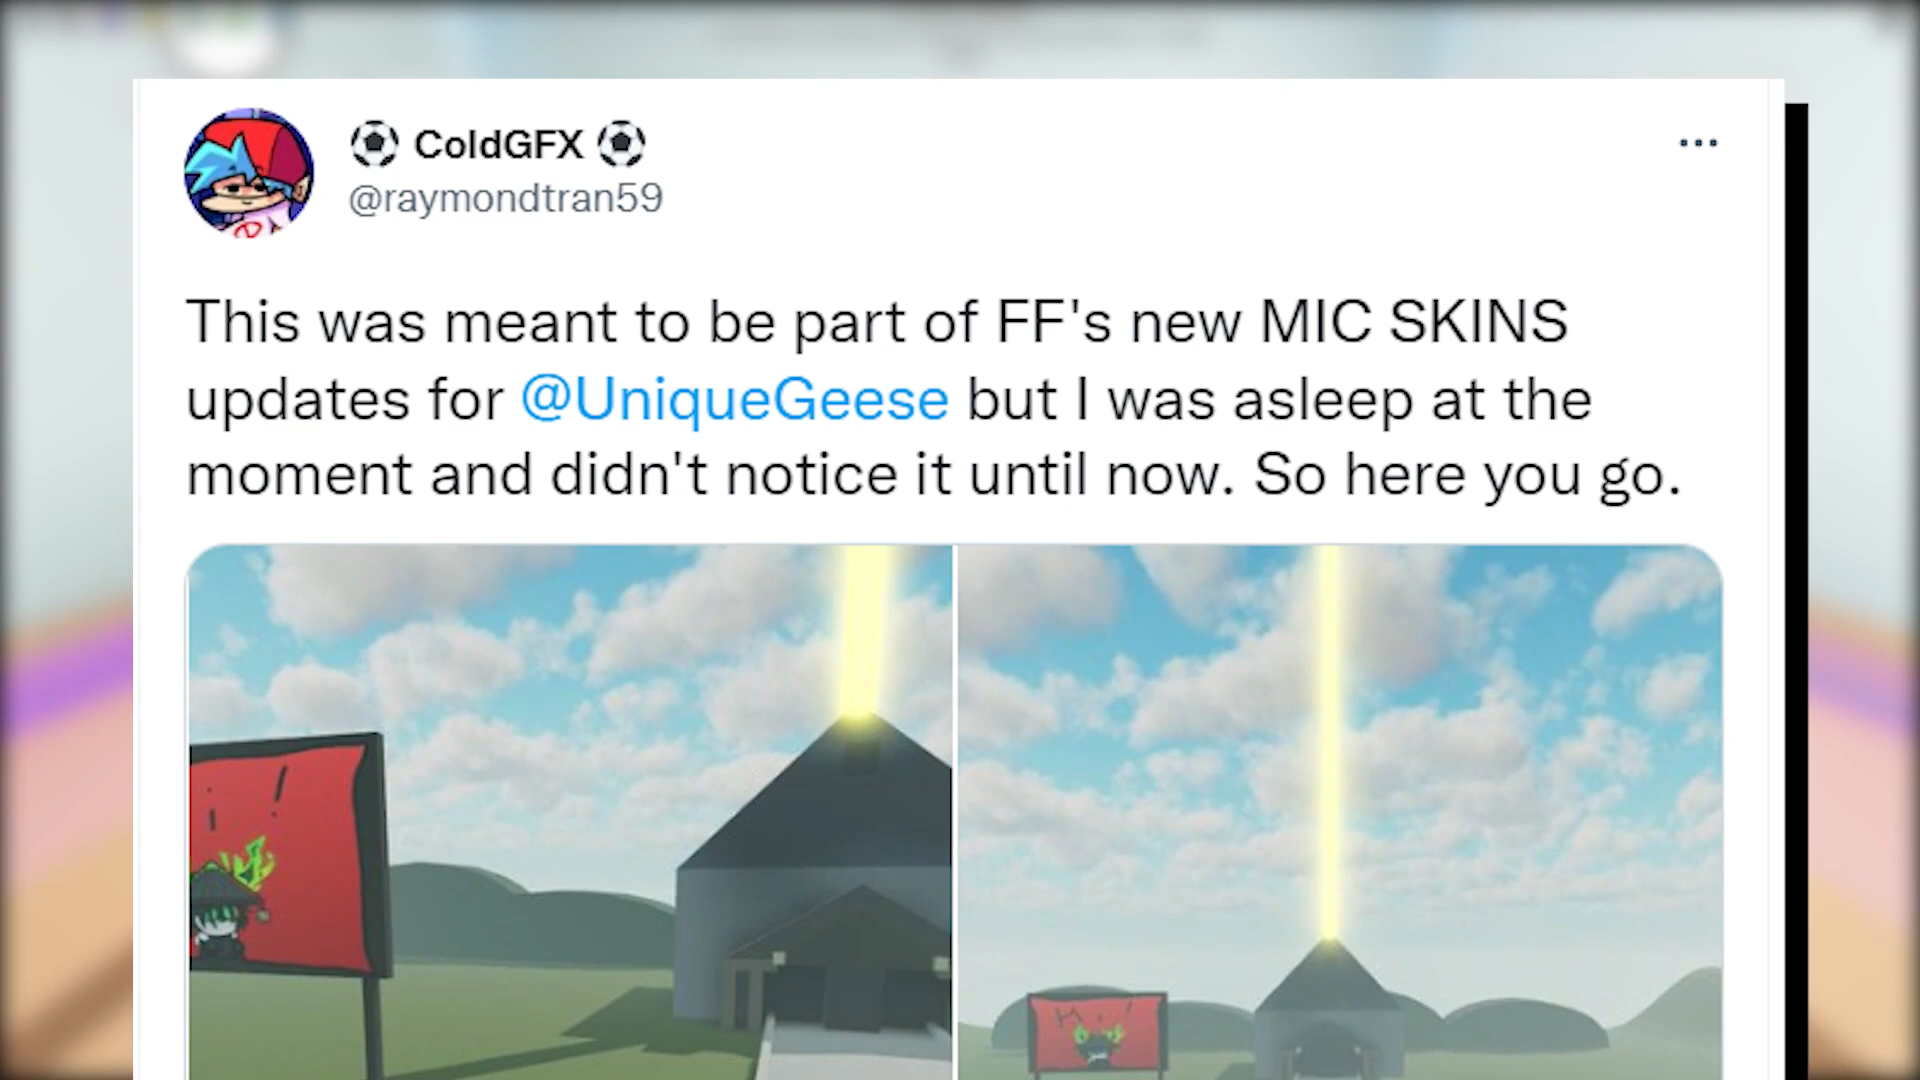 ⚽ ColdGFX ⚽
@raymondtran59
This was meant to be part of FF's new MIC SKINS
updates for @UniqueGeese but I was asleep at the
moment and didn't notice it until now. So here you go.